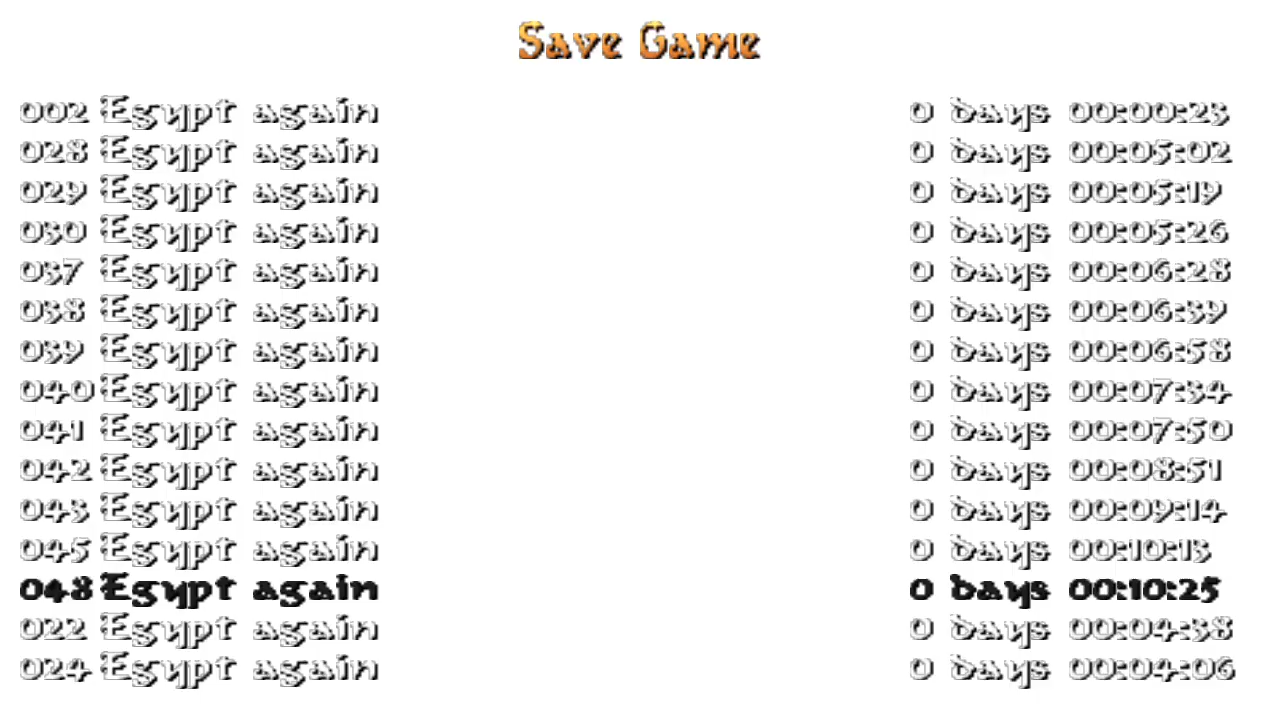 Save Game
002 Egypt again 0 days 00:00:23
028 Egypt again 0 days 00:05:02
029 Egypt again 0 days 00:05:19
030 Egypt again 0 days 00:05:26
037 Egypt again 0 days 00:06:28
038 Egypt again 0 days 00:06:39
039 Egypt again 0 days 00:06:58
040 Egypt again 0 days 00:07:34
041 Egypt again 0 days 00:07:50
042 Egypt again 0 days 00:08:51
043 Egypt again 0 days 00:09:14
045 Egypt again 0 days 00:10:13
048 Egypt again 0 days 00:10:25
022 Egypt again 0 days 00:04:38
024 Egypt again 0 days 00:04:06